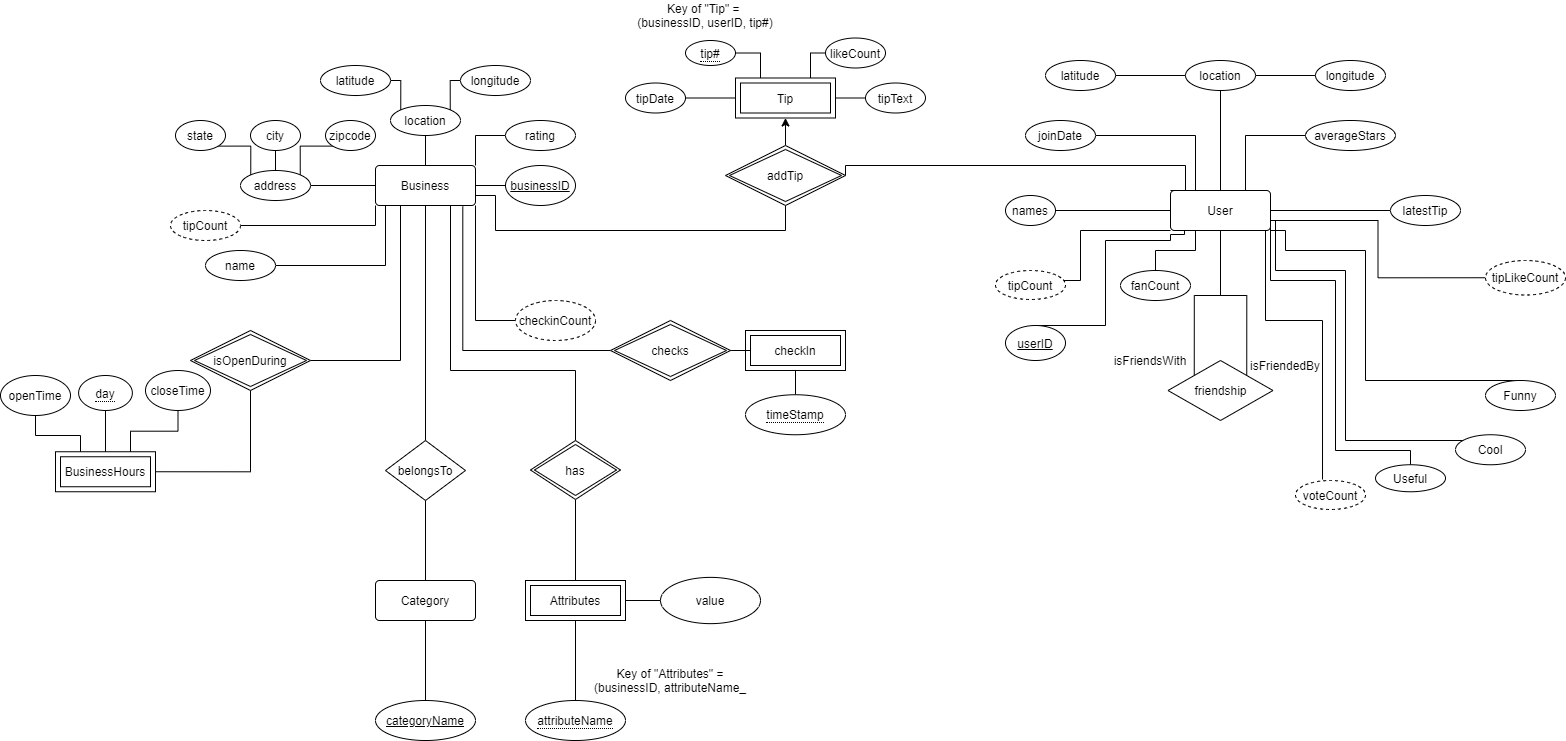 Key of "Tip" =
(businessID, userID, tip#)
tip#
likeCount
tipDate
Tip
tipText
latitude
longitude
location
state
city
zipcode
rating
address
Business
businessID
tipCount
name
addTip
latitude
location
longitude
joinDate
averageStars
names
User
latestTip
tipCount
fanCount
tipLikeCount
userID
checkinCount
isOpenDuring
checks
checkIn
isFriendsWith
isFriendedBy
friendship
openTime
day
closeTime
timeStamp
Funny
BusinessHours
belongsTo
has
Cool
Useful
voteCount
Category
Attributes
value
Key of "Attributes" =
(businessID, attributeName_
categoryName
attributeName